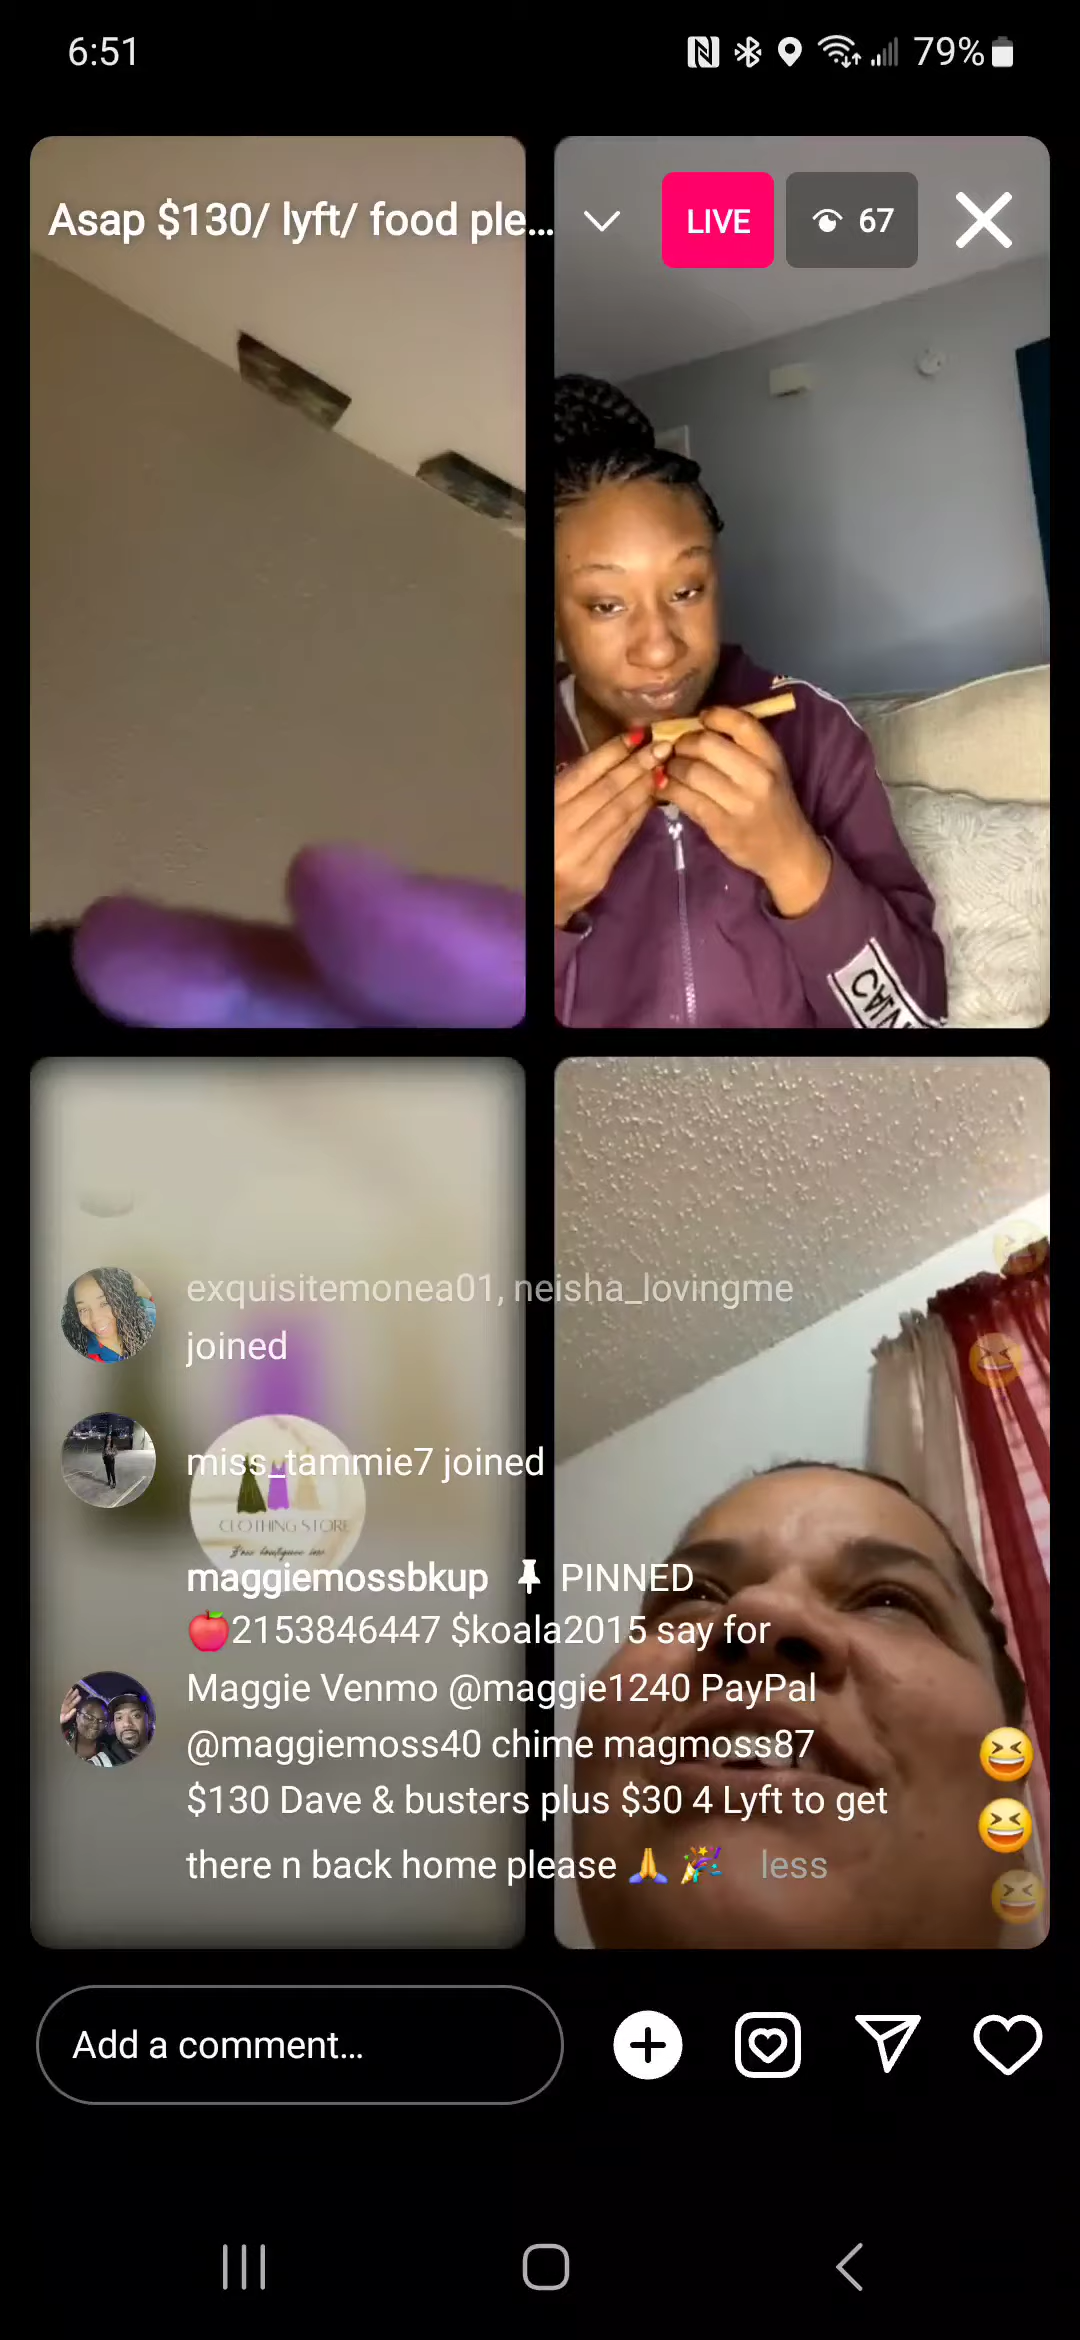 6:51
79%
Asap $130/ lyft/ food ple...
LIVE
67
exquisitemonea01, neisha_lovingme
joined
miss_tammie7 joined
CLOTHING STORE
maggiemossbkup PINNED
🍎2153846447 $koala2015 say for
Maggie Venmo @maggie1240 PayPal
@maggiemoss40 chime magmoss87
$130 Dave & busters plus $30 4 Lyft to get
there n back home please 🙏 🎉 less
Add a comment...